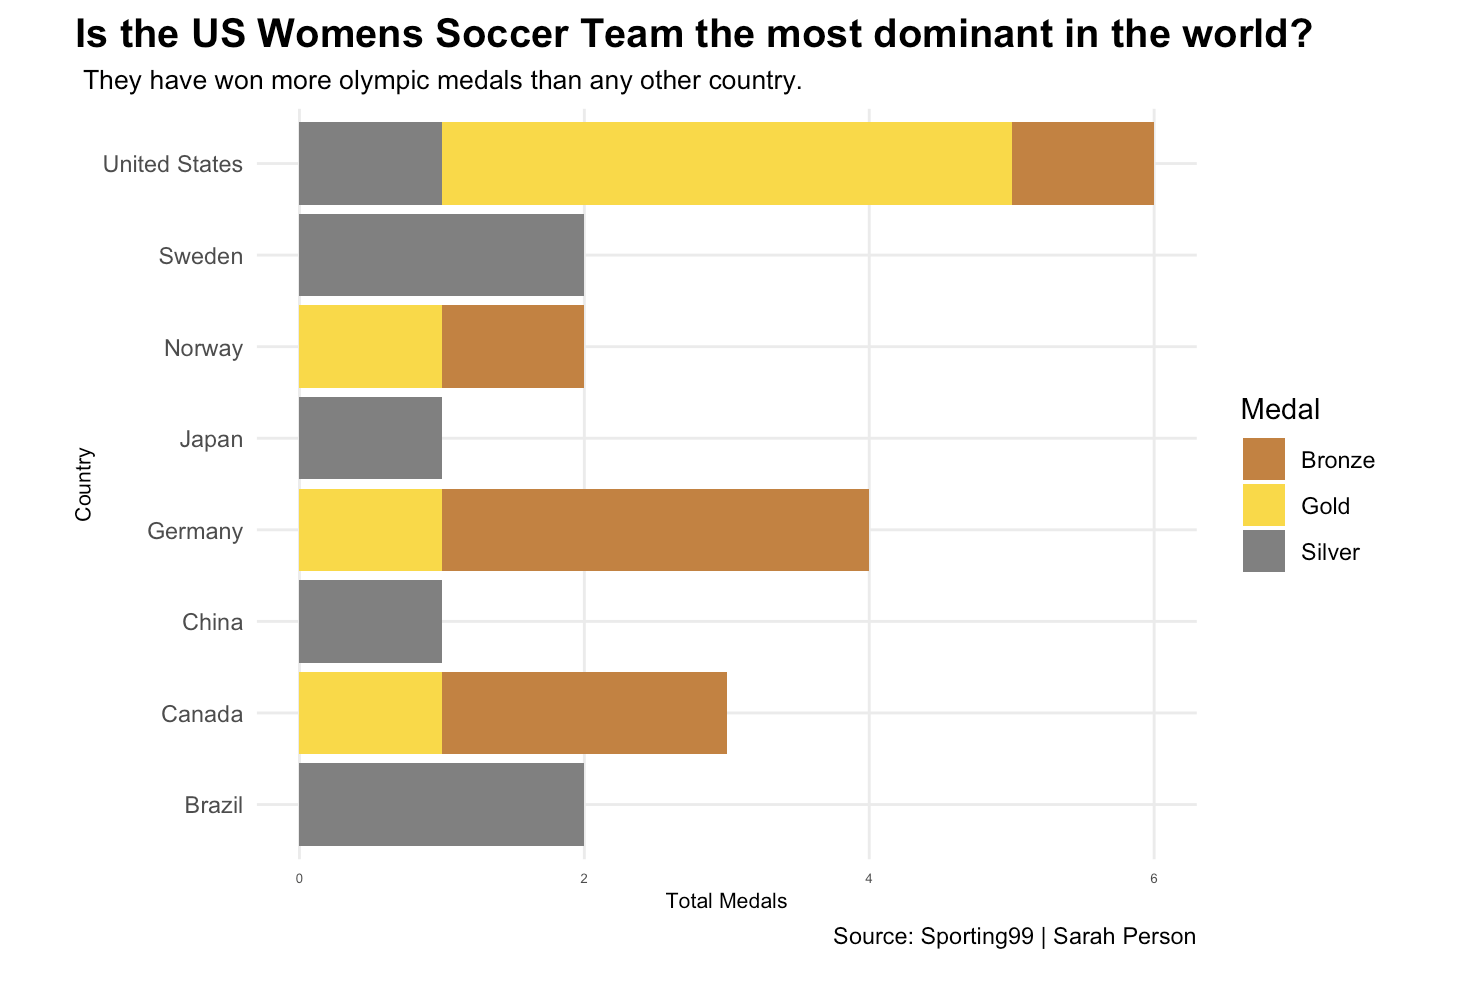 Is the US Womens Soccer Team the most dominant in the world?
They have won more olympic medals than any other country.
United States
Sweden
Norway
Japan
Germany
China
Canada
Brazil
Country
0 2 4 6
Total Medals
Medal
Bronze
Gold
Silver
Source: Sporting99 | Sarah Person